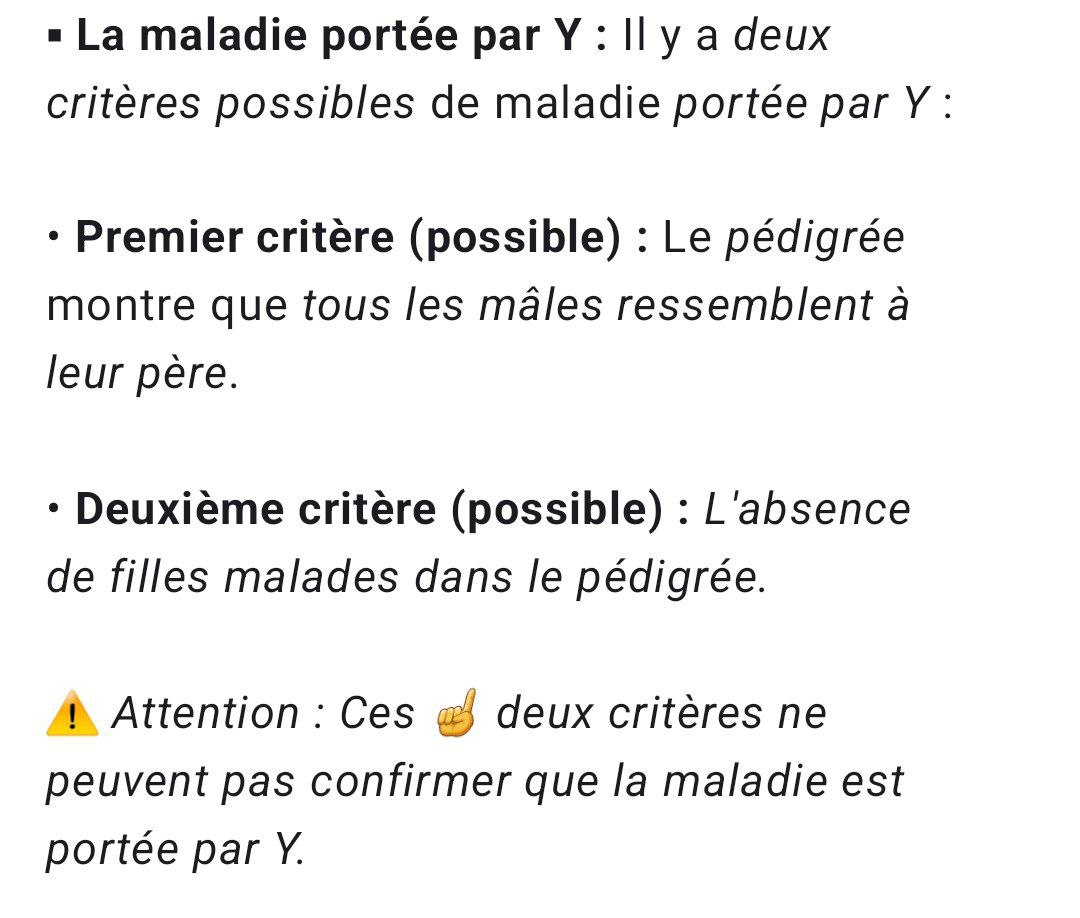 ▪ La maladie portée par Y : Il y a deux
critères possibles de maladie portée par Y :
• Premier critère (possible) : Le pédigrée
montre que tous les mâles ressemblent à
leur père.
• Deuxième critère (possible) : L'absence
de filles malades dans le pédigrée.
⚠️ Attention : Ces ☝️ deux critères ne
peuvent pas confirmer que la maladie est
portée par Y.